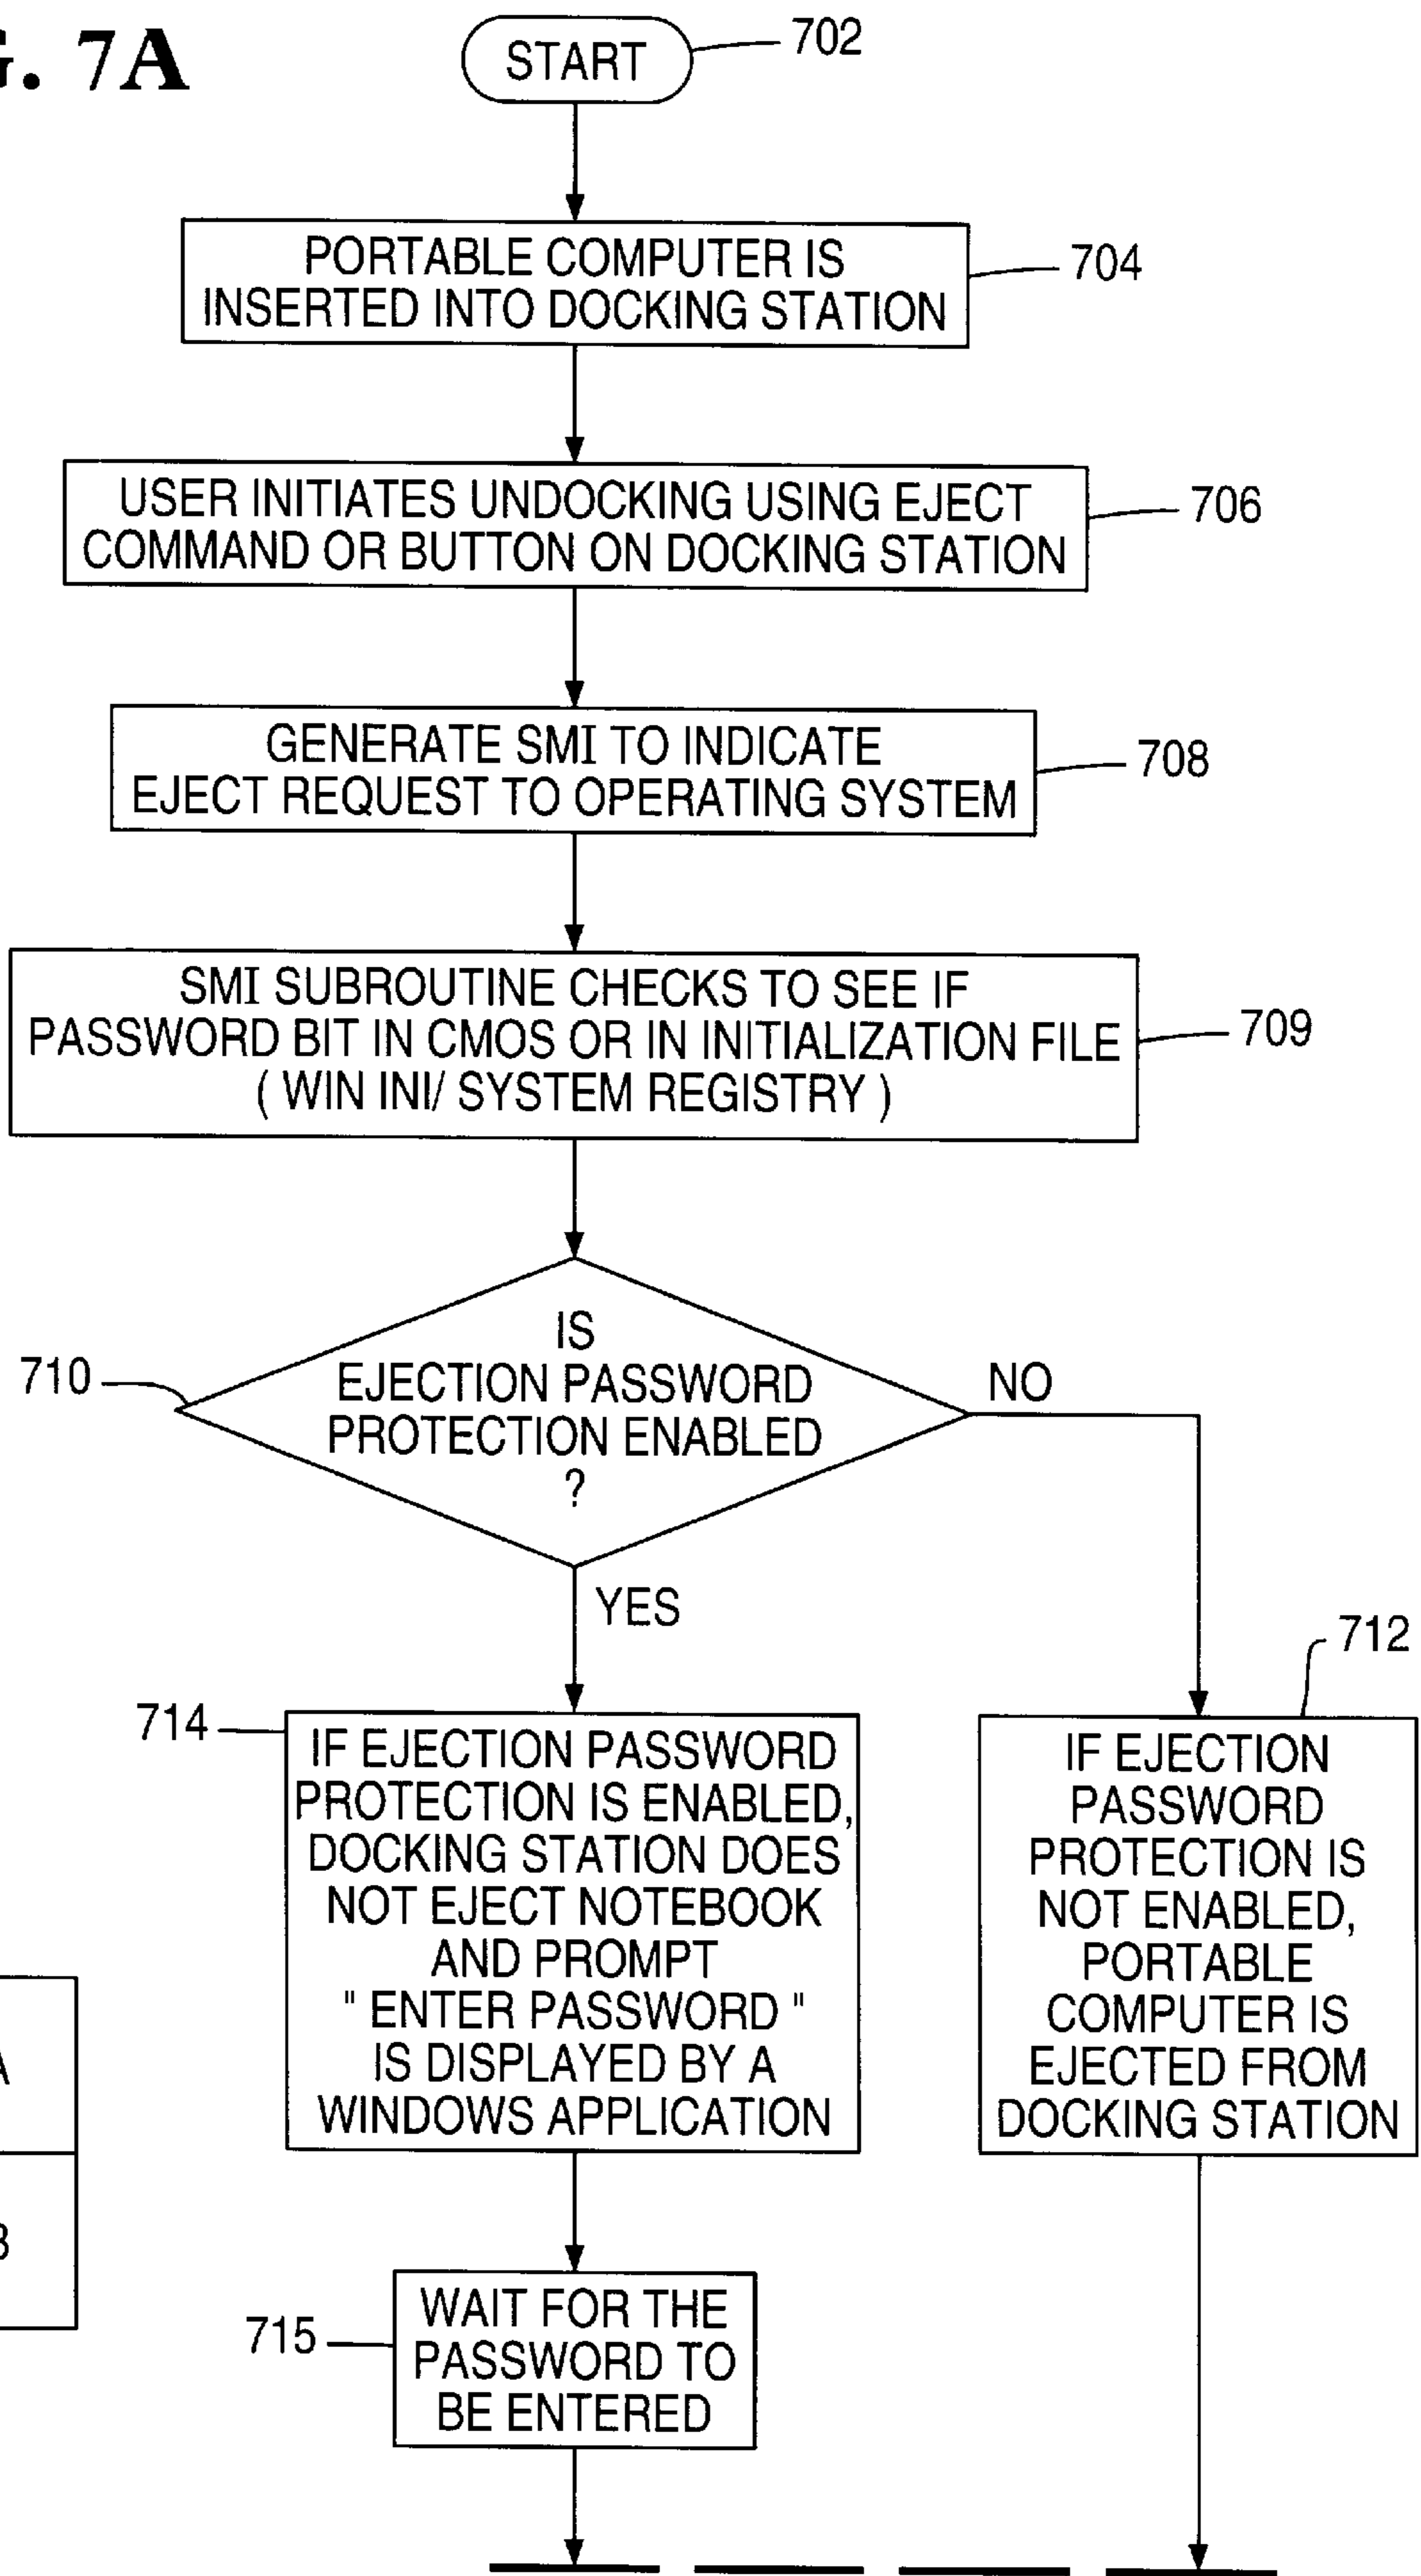 . 7A
START
702
PORTABLE COMPUTER IS
INSERTED INTO DOCKING STATION
704
USER INITIATES UNDOCKING USING EJECT
COMMAND OR BUTTON ON DOCKING STATION
706
GENERATE SMI TO INDICATE
EJECT REQUEST TO OPERATING SYSTEM
708
SMI SUBROUTINE CHECKS TO SEE IF
PASSWORD BIT IN CMOS OR IN INITIALIZATION FILE
( WIN INI/ SYSTEM REGISTRY )
709
710
IS
EJECTION PASSWORD
PROTECTION ENABLED
?
NO
YES
714
IF EJECTION PASSWORD
PROTECTION IS ENABLED,
DOCKING STATION DOES
NOT EJECT NOTEBOOK
AND PROMPT
" ENTER PASSWORD "
IS DISPLAYED BY A
WINDOWS APPLICATION
712
IF EJECTION
PASSWORD
PROTECTION IS
NOT ENABLED,
PORTABLE
COMPUTER IS
EJECTED FROM
DOCKING STATION
715
WAIT FOR THE
PASSWORD TO
BE ENTERED